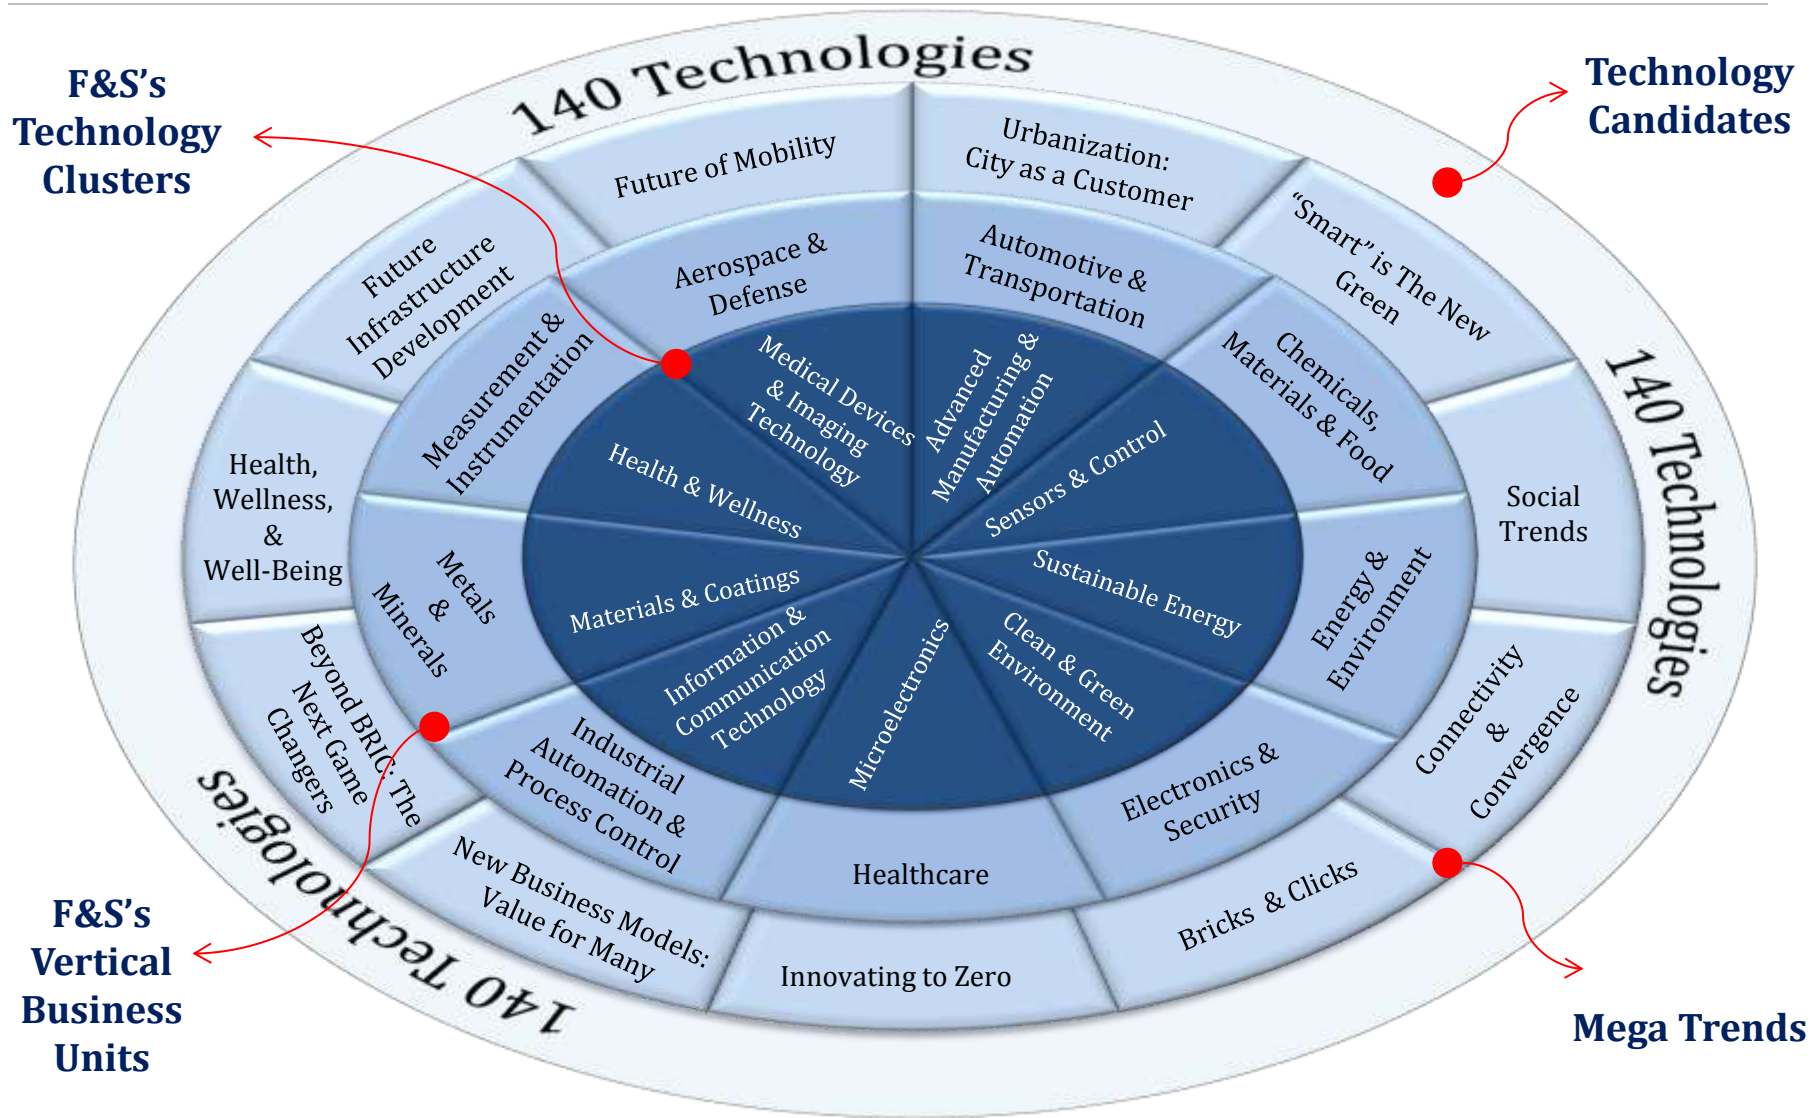 140 Technologies
F&S's
Technology
Clusters
Technology
Candidates
Future of Mobility
Urbanization:
City as a Customer
"Smart" is The New
Green
Social
Trends
Connectivity
&
Convergence
Bricks & Clicks
Innovating to Zero
New Business Models:
Value for Many
Beyond BRIC: The
Next Game
Changers
Health,
Wellness,
&
Well-Being
Future
Infrastructure
Development
Aerospace &
Defense
Automotive &
Transportation
Chemicals,
Materials & Food
Energy &
Environment
Electronics &
Security
Healthcare
Industrial
Automation &
Process Control
Metals
&
Minerals
Measurement &
Instrumentation
Medical Devices
& Imaging
Technology
Advanced
Manufacturing &
Automation
Sensors & Control
Sustainable Energy
Clean & Green
Environment
Microelectronics
Information &
Communication
Technology
Materials & Coatings
Health & Wellness
140 Technologies
140 Technologies
F&S's
Vertical
Business
Units
Mega Trends